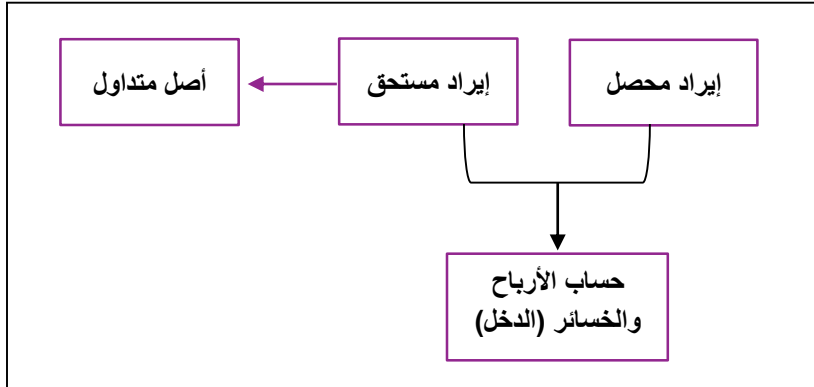 إيراد محصل
إيراد مستحق
أصل متداول
حساب الأرباح
والخسائر (الدخل)